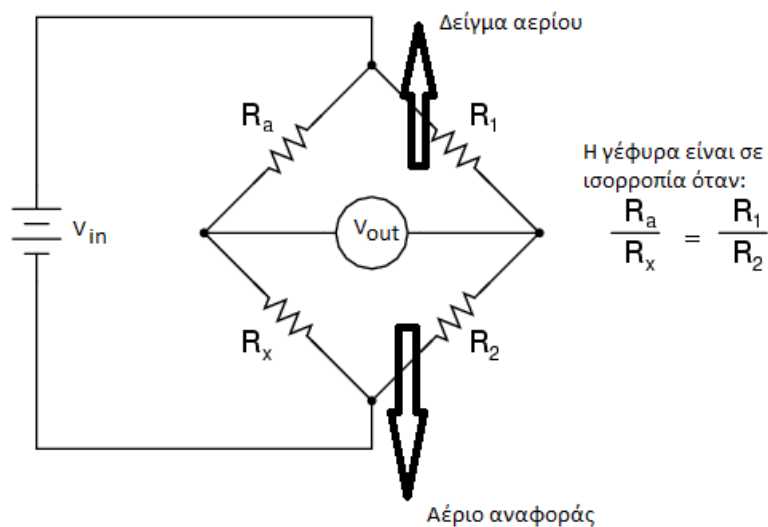 Δείγμα αερίου
Ra
R1
Η γέφυρα είναι σε
ισορροπία όταν:
Ra / Rx = R1 / R2
Vin
Vout
Rx
R2
Αέριο αναφοράς